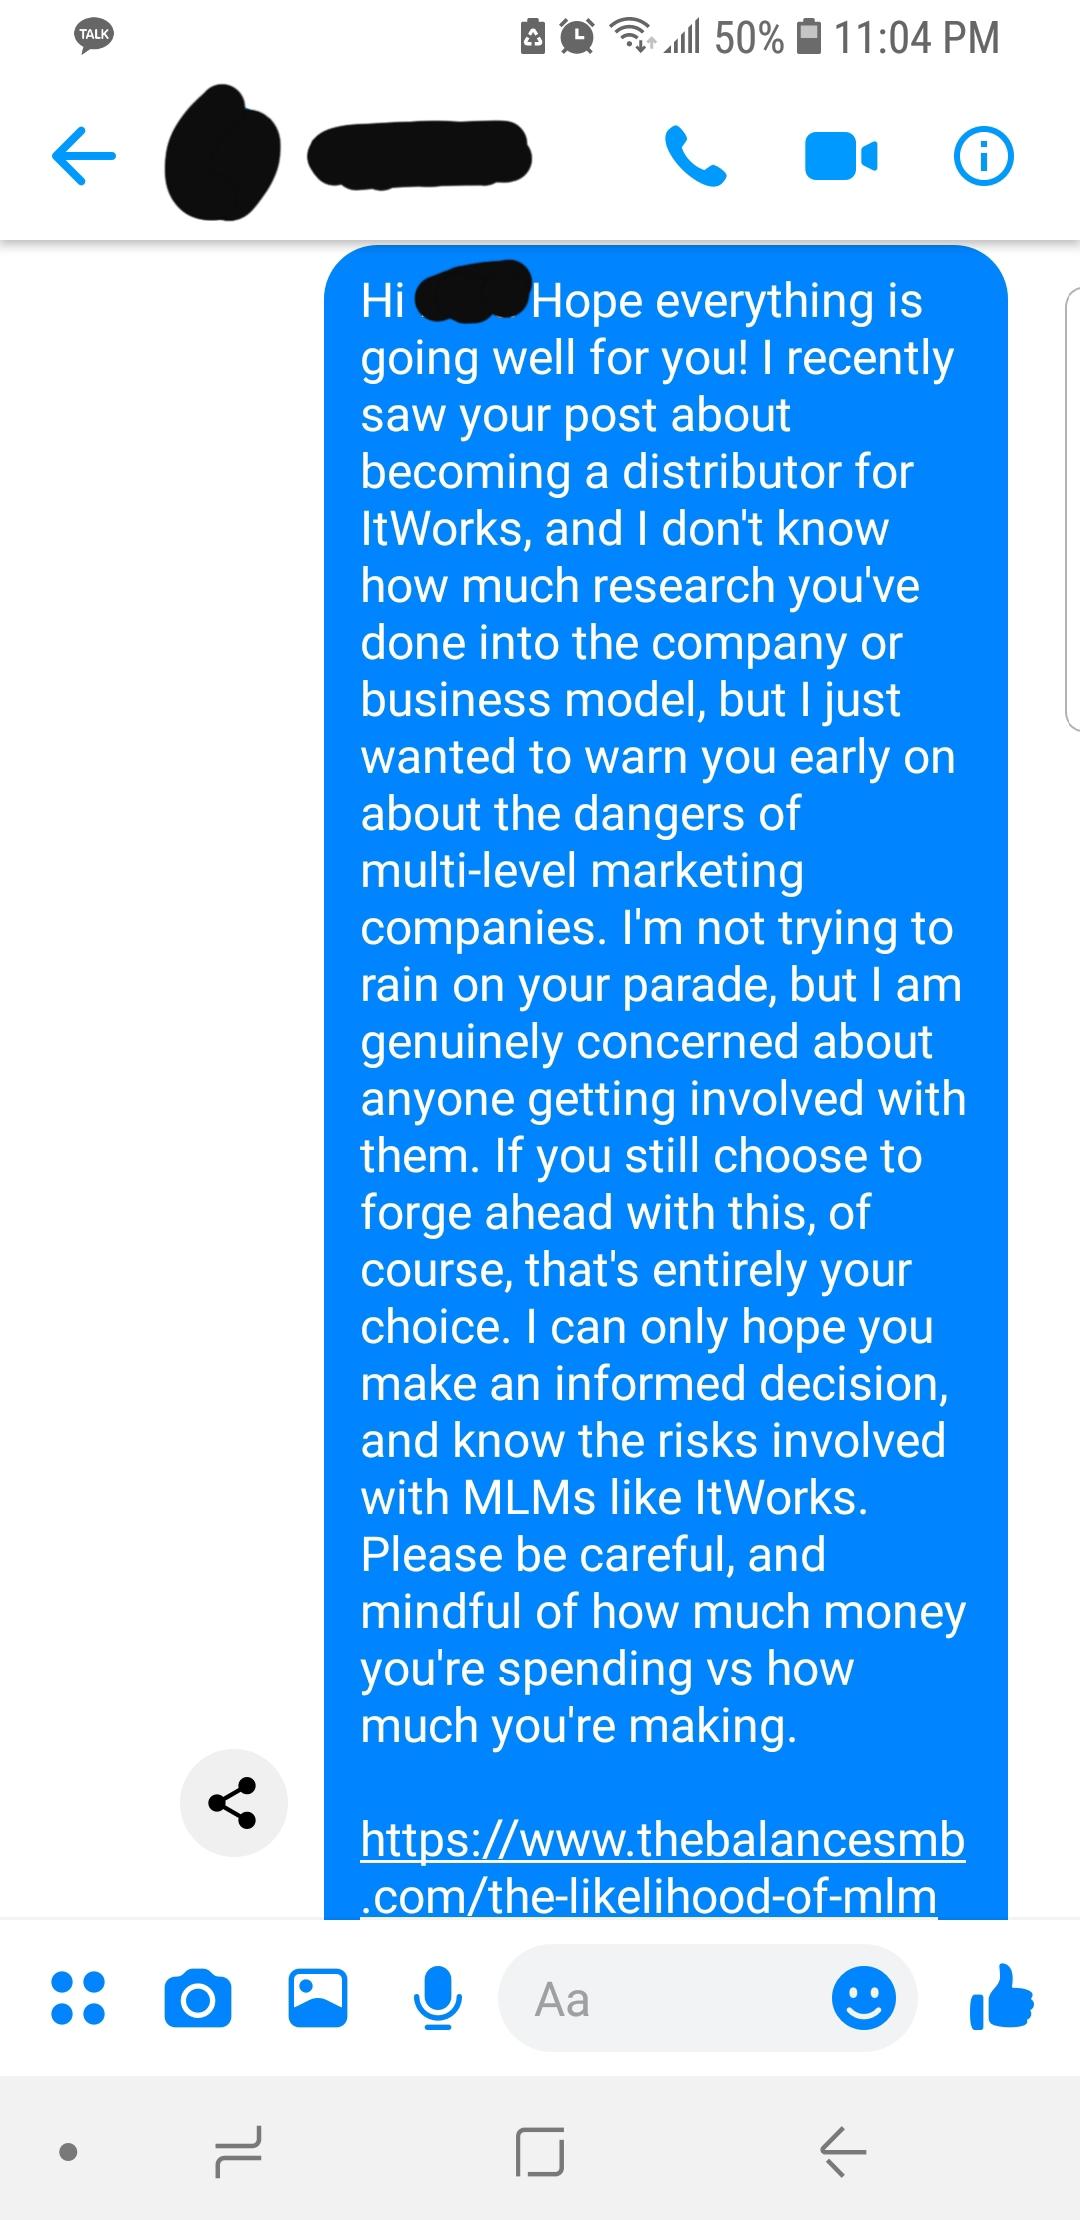 TALK
50% 11:04 PM
Hi Hope everything is
going well for you! I recently
saw your post about
becoming a distributor for
ItWorks, and I don't know
how much research you've
done into the company or
business model, but I just
wanted to warn you early on
about the dangers of
multi-level marketing
companies. I'm not trying to
rain on your parade, but I am
genuinely concerned about
anyone getting involved with
them. If you still choose to
forge ahead with this, of
course, that's entirely your
choice. I can only hope you
make an informed decision,
and know the risks involved
with MLMs like ItWorks.
Please be careful, and
mindful of how much money
you're spending vs how
much you're making.
https://www.thebalancesmb
.com/the-likelihood-of-mlm
Aa